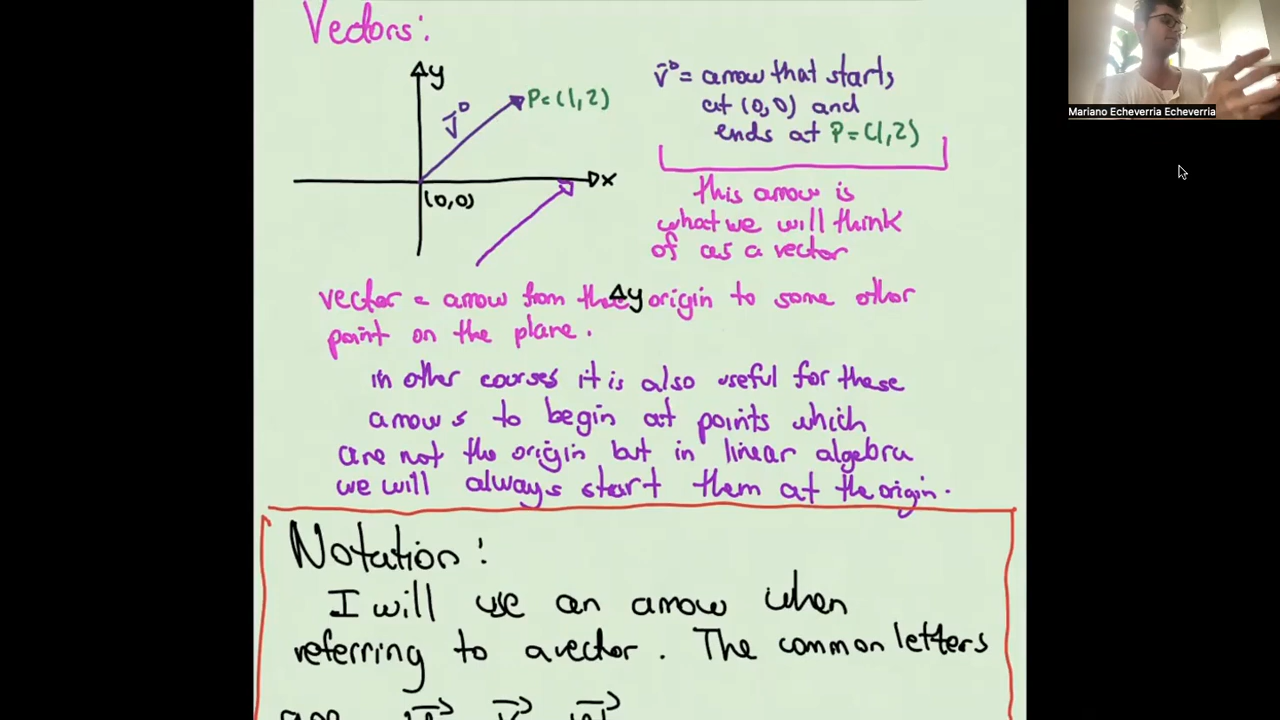 Vectors:
y
P=(1,2)
v
(0,0)
x
v = arrow that starts
at (0,0) and
ends at P=(1,2)
this arrow is
what we will think
of as a vector
vector = arrow from the origin to some other
y
point on the plane.
in other courses it is also useful for these
arrows to begin at points which
are not the origin but in linear algebra
we will always start them at the origin.
Notation:
I will use an arrow when
referring to a vector. The common letters
are u v w
Mariano Echeverria Echeverria